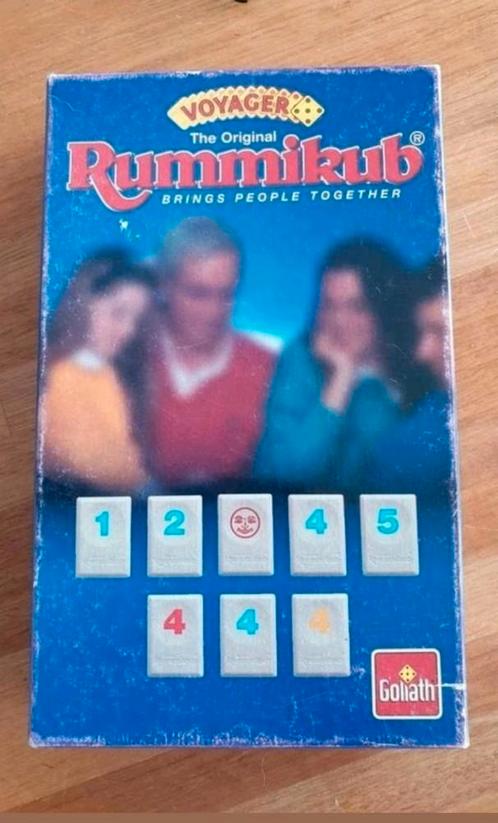 VOYAGER
The Original
Rummikub®
BRINGS PEOPLE TOGETHER
1 2 4 5
4 4 4
Goliath